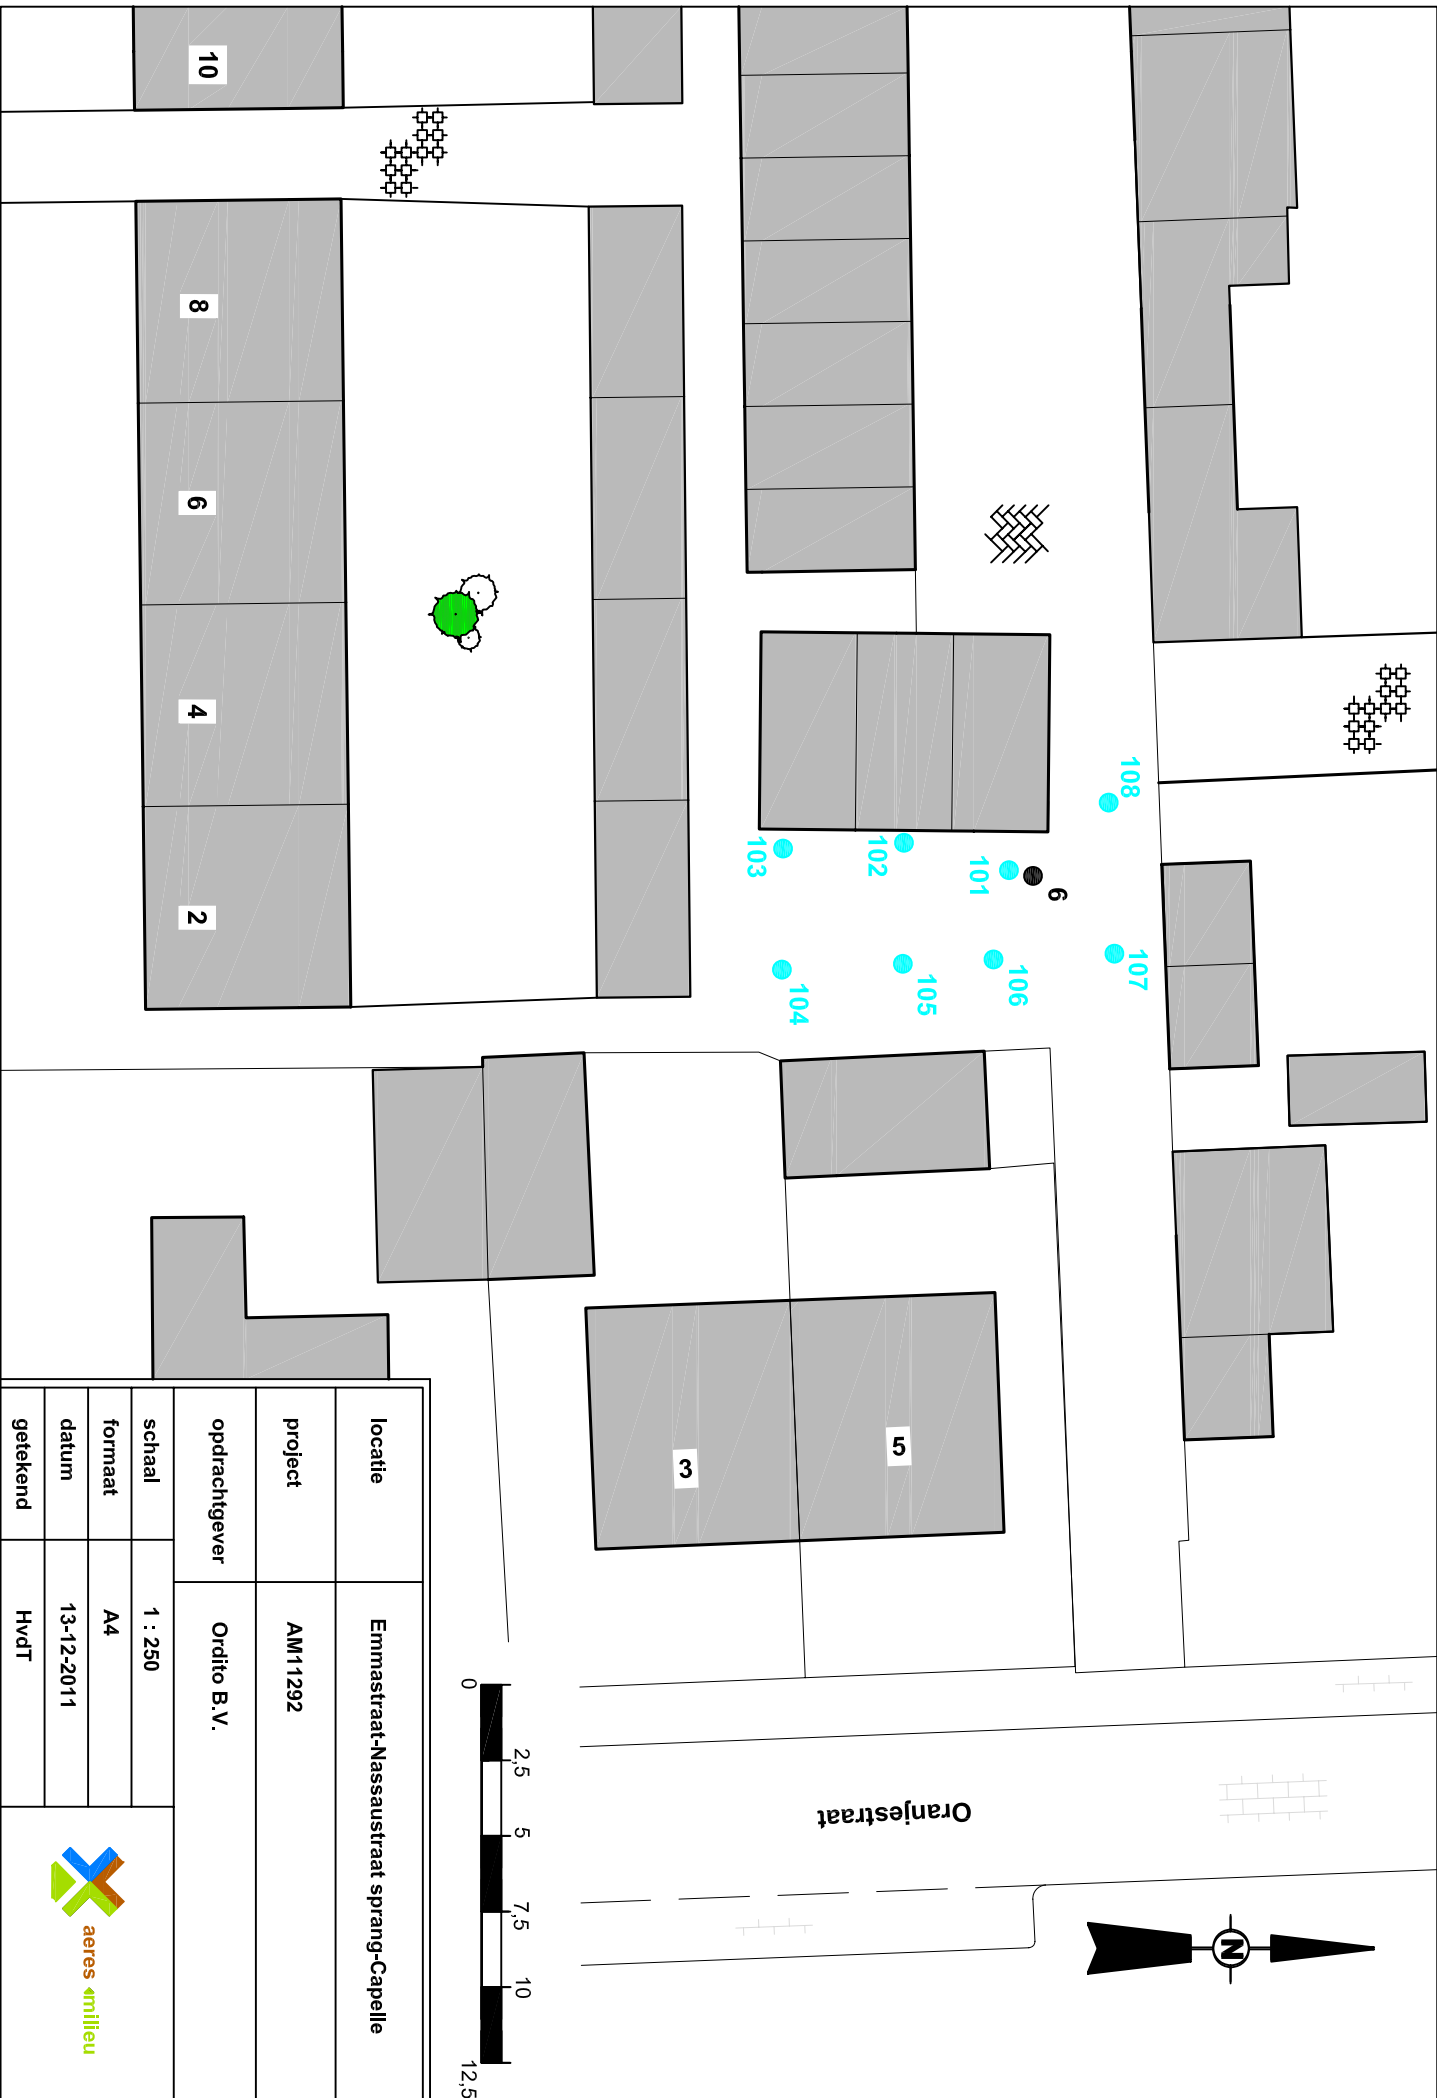 10
8
6
4
2
108
107
6
101
102
103
106
105
104
5
3
Oranjestraat
N
0
2,5
5
7,5
10
12,5
locatie Emmastraat-Nassaustraat sprang-Capelle
project AM11292
opdrachtgever Ordito B.V.
schaal 1 : 250
formaat A4
datum 13-12-2011
getekend HvdT
aeres milieu